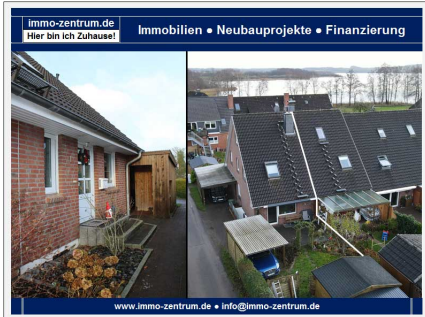 immo-zentrum.de
Hier bin ich Zuhause!
Immobilien ● Neubauprojekte ● Finanzierung
www.immo-zentrum.de ● info@immo-zentrum.de